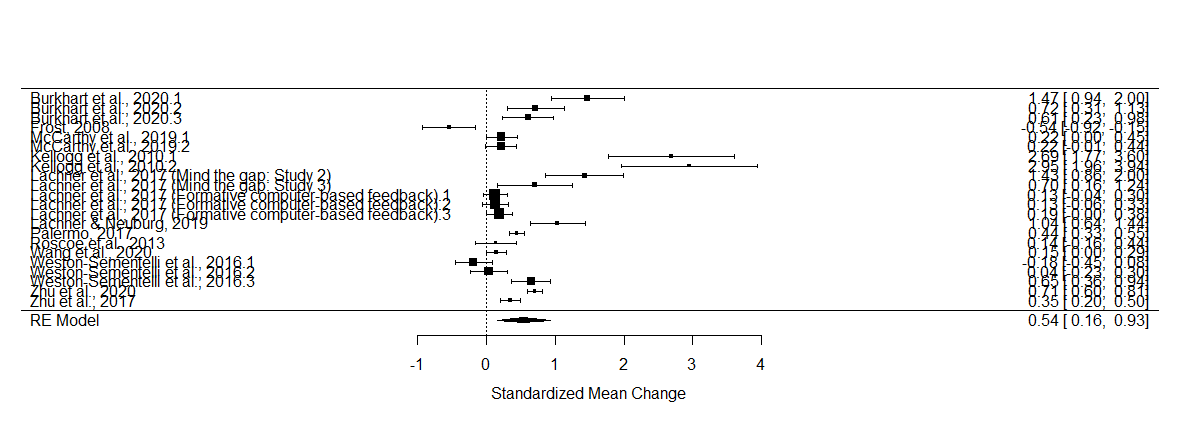 Burkhart et al., 2020.1 1.47 [ 0.94, 2.00]
Burkhart et al., 2020.2 0.72 [ 0.31, 1.13]
Burkhart et al., 2020.3 0.61 [ 0.23, 0.98]
Frost, 2008 -0.54 [-0.92, -0.15]
McCarthy et al., 2019.1 0.22 [ 0.00, 0.45]
McCarthy et al., 2019.2 0.22 [-0.01, 0.44]
Kellogg et al., 2010.1 2.69 [ 1.77, 3.60]
Kellogg et al., 2010.2 2.95 [ 1.96, 3.94]
Lachner et al., 2017 (Mind the gap: Study 2) 1.43 [ 0.86, 2.00]
Lachner et al., 2017 (Mind the gap: Study 3) 0.70 [ 0.16, 1.24]
Lachner et al., 2017 (Formative computer-based feedback).1 0.13 [-0.04, 0.30]
Lachner et al., 2017 (Formative computer-based feedback).2 0.13 [-0.06, 0.33]
Lachner et al., 2017 (Formative computer-based feedback).3 0.19 [-0.00, 0.38]
Lachner & Neuburg, 2019 1.04 [ 0.64, 1.44]
Palermo, 2017 0.44 [ 0.33, 0.55]
Roscoe et al., 2013 0.14 [-0.16, 0.44]
Wang et al., 2020 0.15 [ 0.00, 0.29]
Weston-Sementelli et al., 2016.1 -0.18 [-0.45, 0.08]
Weston-Sementelli et al., 2016.2 0.04 [-0.23, 0.30]
Weston-Sementelli et al., 2016.3 0.65 [ 0.36, 0.94]
Zhu et al., 2020 0.71 [ 0.60, 0.81]
Zhu et al., 2017 0.35 [ 0.20, 0.50]
RE Model 0.54 [ 0.16, 0.93]
-1 0 1 2 3 4
Standardized Mean Change